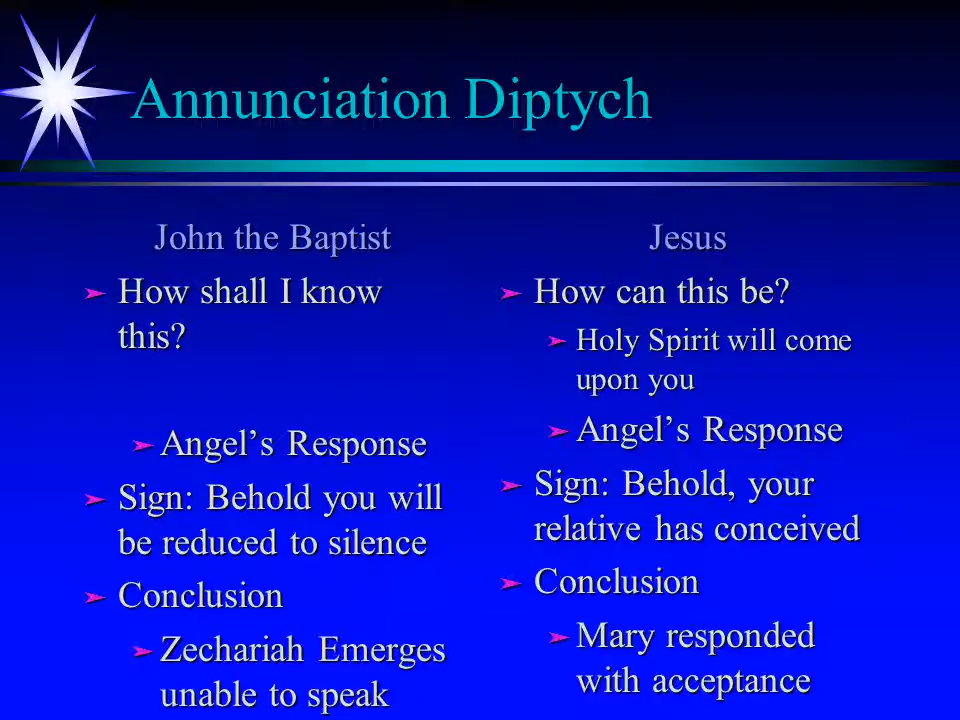 Annunciation Diptych
John the Baptist
How shall I know
this?
Angel's Response
Sign: Behold you will
be reduced to silence
Conclusion
Zechariah Emerges
unable to speak
Jesus
How can this be?
Holy Spirit will come
upon you
Angel's Response
Sign: Behold, your
relative has conceived
Conclusion
Mary responded
with acceptance